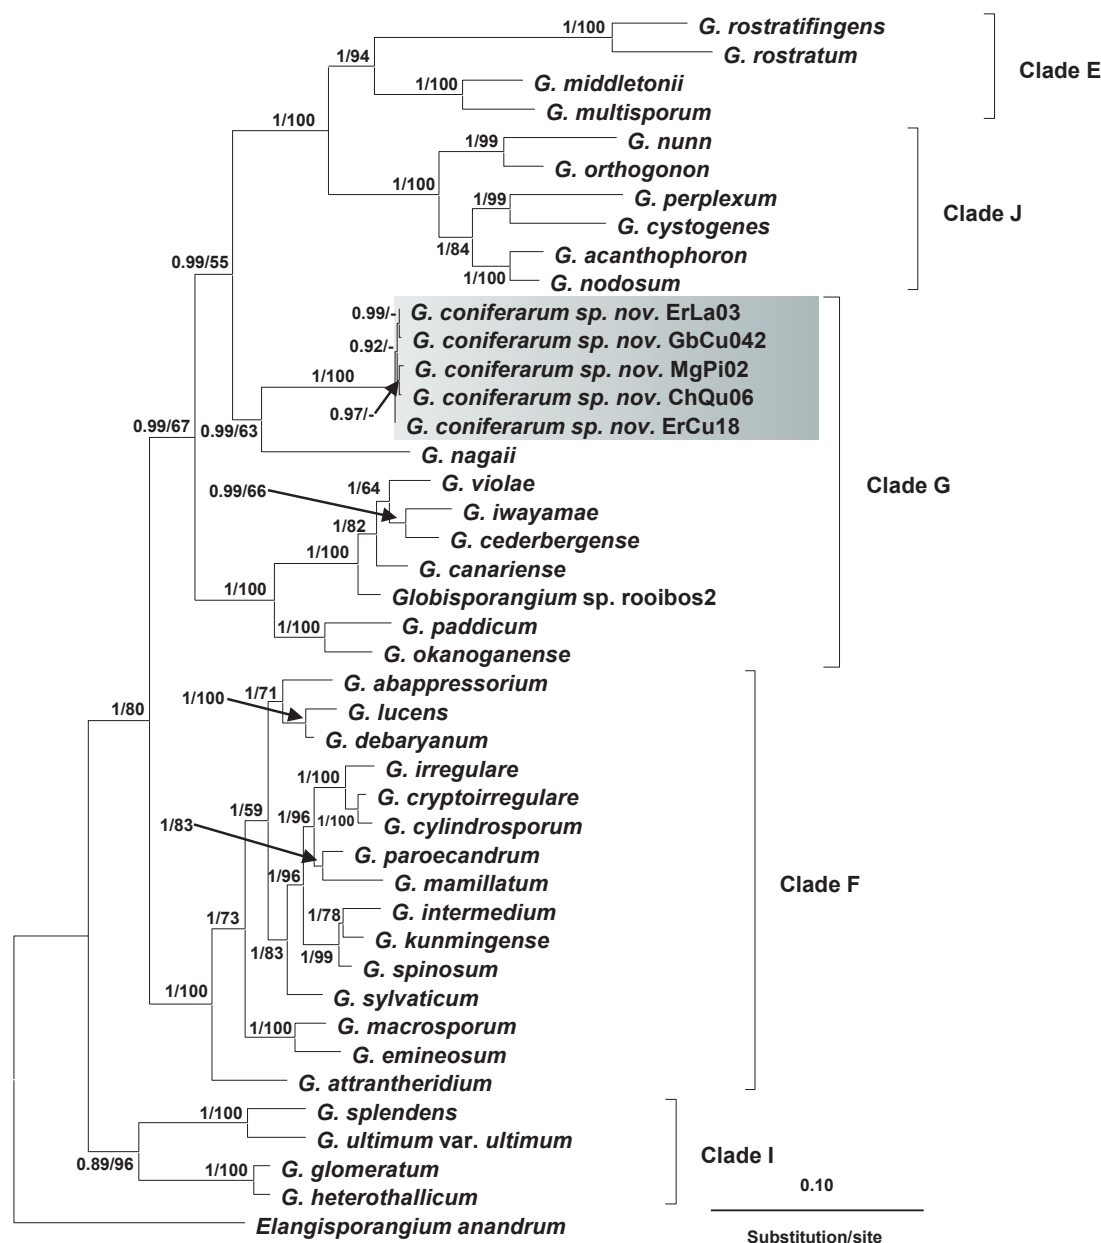 1/100
G. rostratifingens
G. rostratum
1/94
Clade E
1/100
G. middletonii
G. multisporum
1/100
1/99
G. nunn
G. orthogonon
1/100
1/99
G. perplexum
G. cystogenes
Clade J
1/84
G. acanthophoron
1/100
G. nodosum
0.99/55
0.99/-
G. coniferarum sp. nov. ErLa03
0.92/-
G. coniferarum sp. nov. GbCu042
G. coniferarum sp. nov. MgPi02
1/100
G. coniferarum sp. nov. ChQu06
0.97/-
G. coniferarum sp. nov. ErCu18
0.99/67
0.99/63
G. nagaii
Clade G
1/64
G. violae
0.99/66
G. iwayamae
1/82
G. cederbergense
1/100
G. canariense
1/100
Globisporangium sp. rooibos2
1/100
G. paddicum
G. okanoganense
1/71
G. abappressorium
1/100
G. lucens
1/80
G. debaryanum
1/100
G. irregulare
G. cryptoirregulare
1/59
1/96
1/100
G. cylindrosporum
1/83
G. paroecandrum
1/96
G. mamillatum
Clade F
1/73
1/78
G. intermedium
G. kunmingense
1/83
1/99
G. spinosum
1/100
G. sylvaticum
1/100
G. macrosporum
G. emineosum
G. attrantheridium
1/100
G. splendens
G. ultimum var. ultimum
Clade I
0.89/96
1/100
G. glomeratum
G. heterothallicum
0.10
Elangisporangium anandrum
Substitution/site